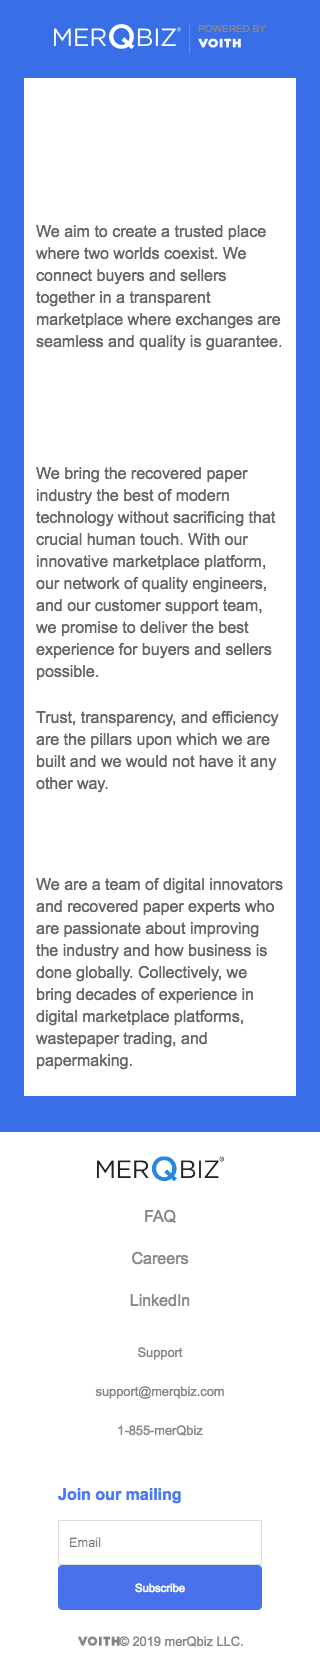 MERQBIZ® POWERED BY
VOITH
We aim to create a trusted place
where two worlds coexist. We
connect buyers and sellers
together in a transparent
marketplace where exchanges are
seamless and quality is guarantee.
We bring the recovered paper
industry the best of modern
technology without sacrificing that
crucial human touch. With our
innovative marketplace platform,
our network of quality engineers,
and our customer support team,
we promise to deliver the best
experience for buyers and sellers
possible.
Trust, transparency, and efficiency
are the pillars upon which we are
built and we would not have it any
other way.
We are a team of digital innovators
and recovered paper experts who
are passionate about improving
the industry and how business is
done globally. Collectively, we
bring decades of experience in
digital marketplace platforms,
wastepaper trading, and
papermaking.
MERQBIZ®
FAQ
Careers
LinkedIn
Support
support@merqbiz.com
1-855-merQbiz
Join our mailing
Email
Subscribe
VOITH© 2019 merQbiz LLC.